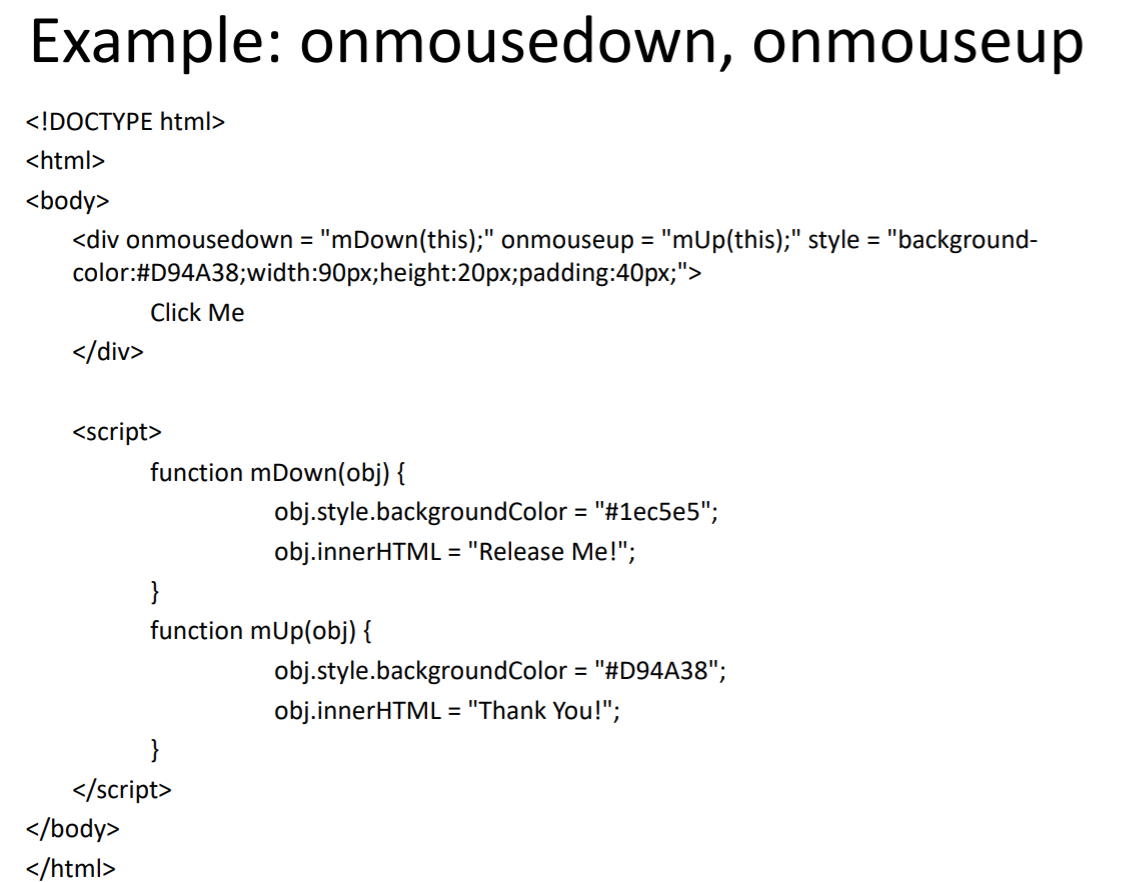 Example: onmousedown, onmouseup
<!DOCTYPE html>
<html>
<body>
<div onmousedown = "mDown(this);" onmouseup = "mUp(this);" style = "background-
color:#D94A38;width:90px;height:20px;padding:40px;">
Click Me
</div>
<script>
function mDown(obj) {
obj.style.backgroundColor = "#1ec5e5";
obj.innerHTML = "Release Me!";
}
function mUp(obj) {
obj.style.backgroundColor = "#D94A38";
obj.innerHTML = "Thank You!";
}
</script>
</body>
</html>